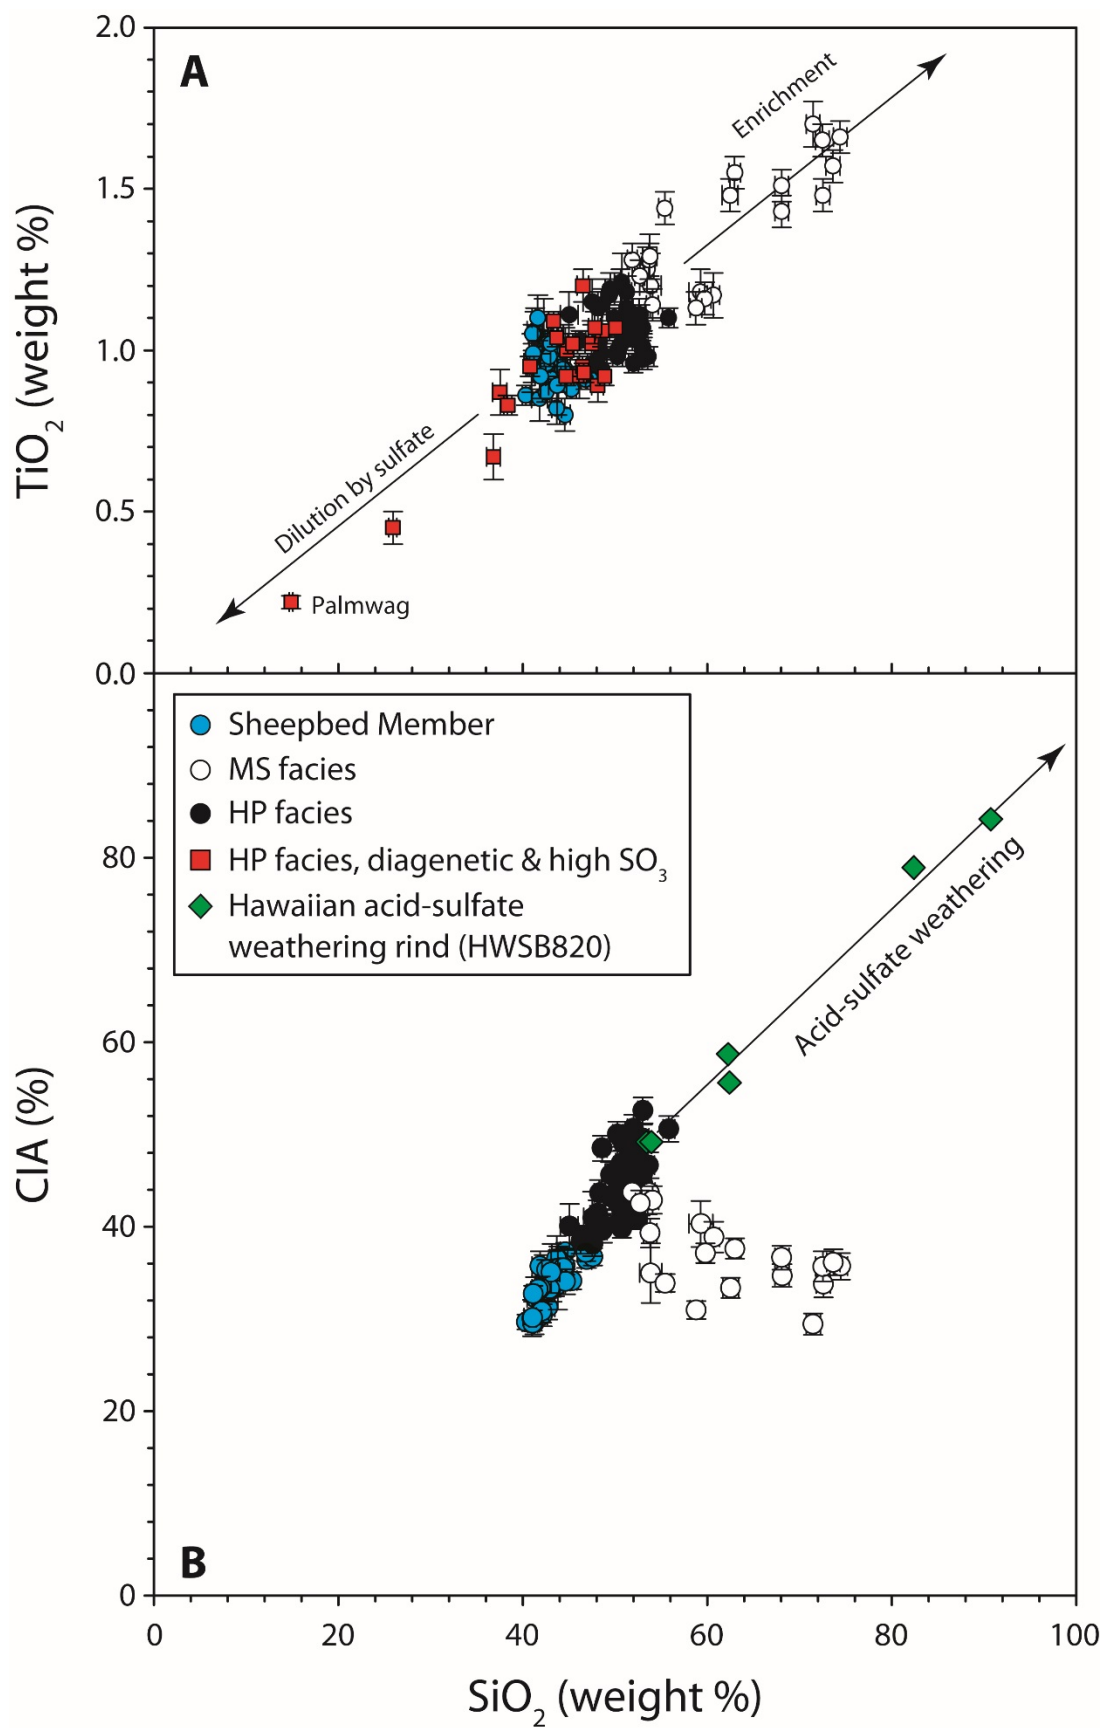 2.0
A
Enrichment
1.5
TiO₂ (weight %)
1.0
Dilution by sulfate
0.5
Palmwag
0.0
Sheepbed Member
MS facies
HP facies
HP facies, diagenetic & high SO₃
Hawaiian acid-sulfate
weathering rind (HWSB820)
80
Acid-sulfate weathering
60
CIA (%)
40
20
B
0
0 20 40 60 80 100
SiO₂ (weight %)